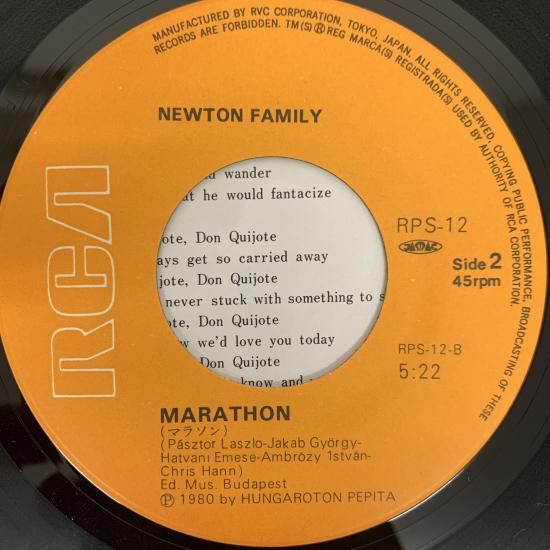 MANUFACTURED BY RVC CORPORATION, TOKYO, JAPAN. ALL RIGHTS RESERVED. COPYING PUBLIC PERFORMANCE, BROADCASTING OF THESE
RECORDS ARE FORBIDDEN. TM(S) ® REG MARCA(S) REGISTRADA(S) USED BY AUTHORITY OF RCA CORPORATION.
NEWTON FAMILY
RCA
wander
at he would fantacize
ote, Don Quijote
ays get so carried away
jote, Don Quijote
never stuck with something to s
ote, Don Quijote
w we'd love you today
Don Quijote
know and
RPS-12
Side 2
45rpm
RPS-12-B
5:22
MARATHON
(マラソン)
(Pásztor Laszlo-Jakab György-
Hatvani Emese-Ambrózy 1stván-
Chris Hann)
Ed. Mus. Budapest
Ⓟ 1980 by HUNGAROTON PEPITA